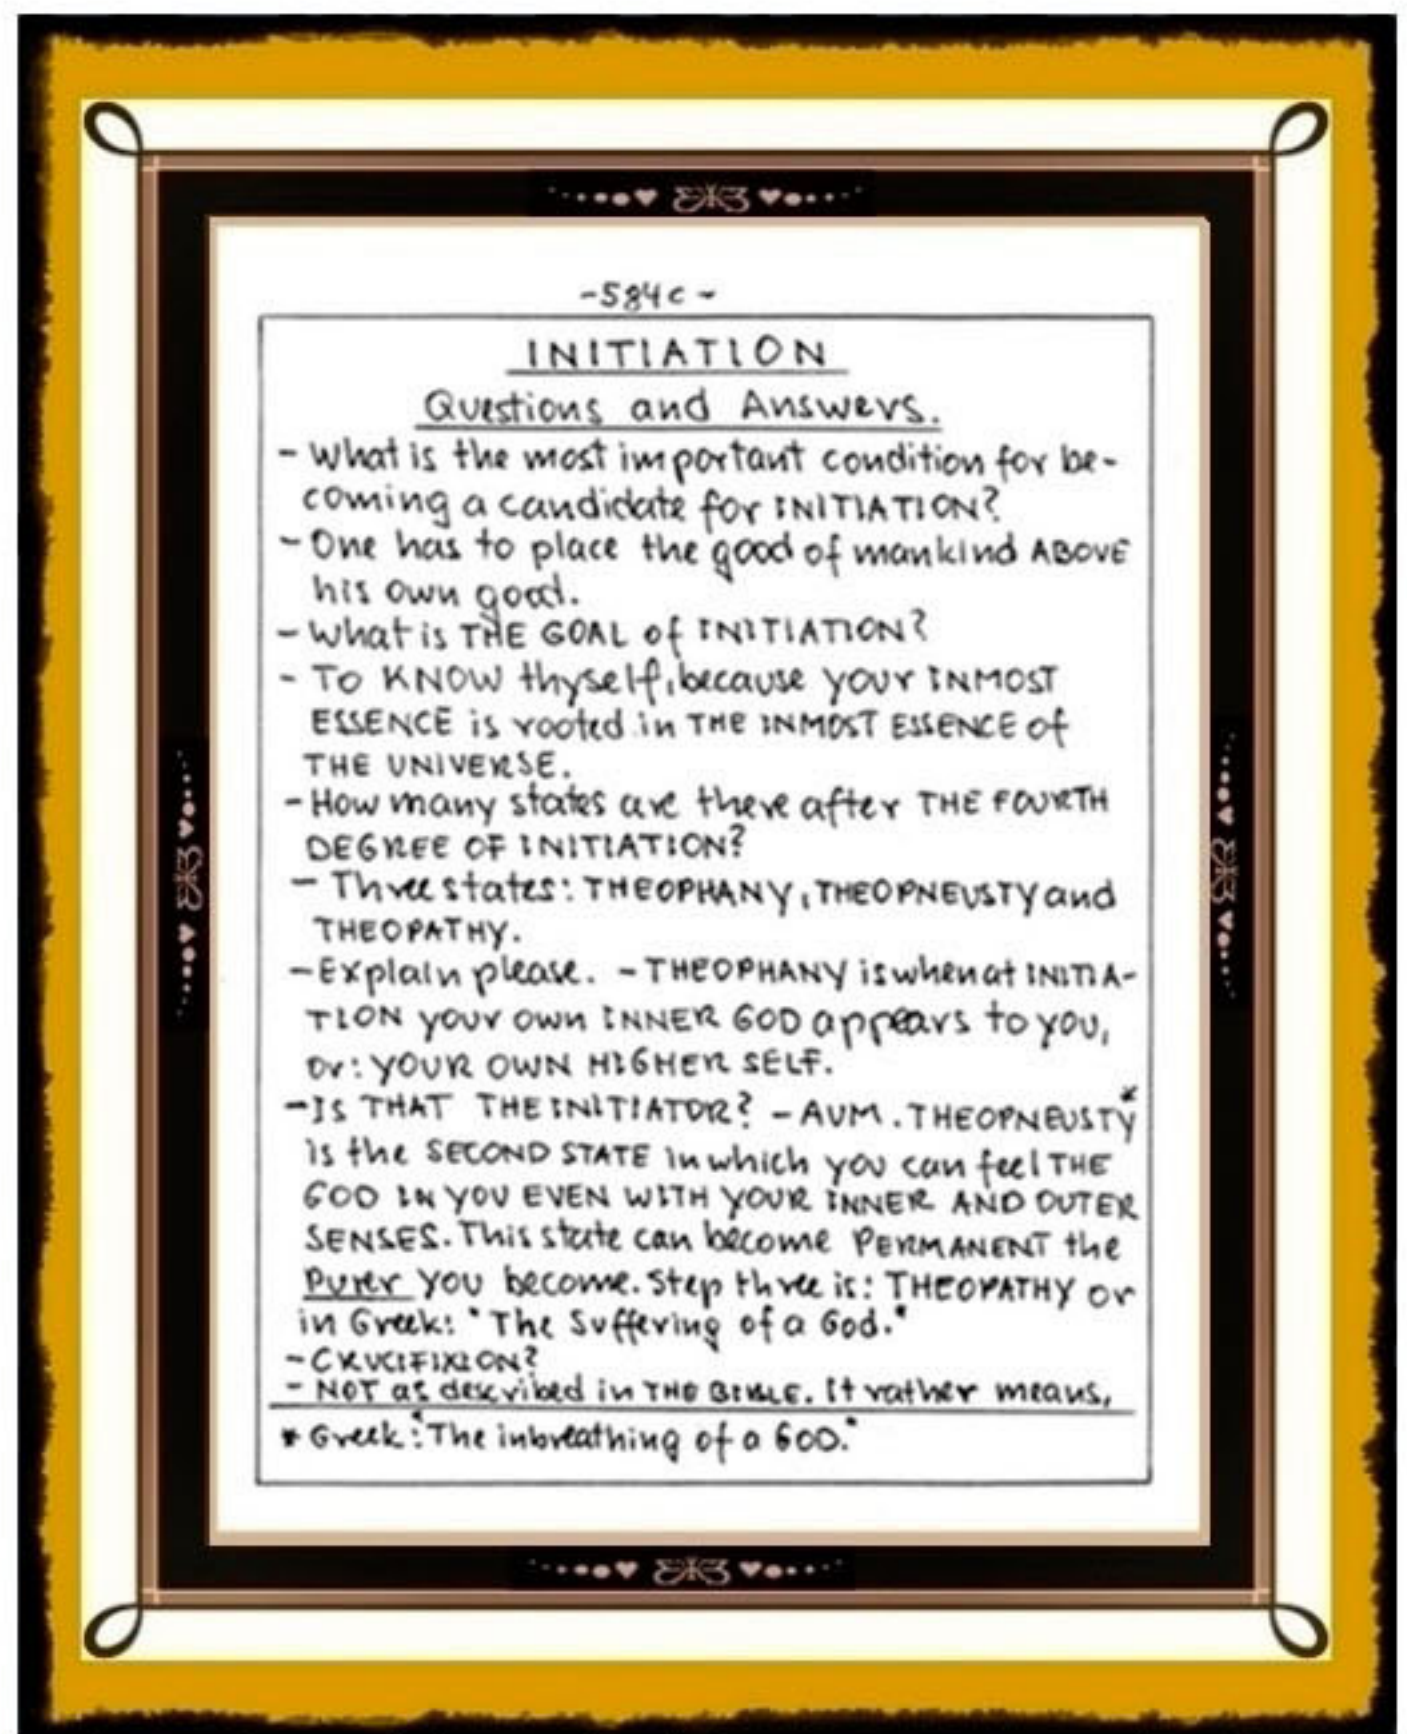 -584c-
INITIATION
Questions and Answers.
- What is the most important condition for be-
coming a candidate for INITIATION?
- One has to place the good of mankind ABOVE
his own good.
- What is THE GOAL of INITIATION?
- To KNOW thyself, because your INMOST
ESSENCE is rooted in THE INMOST ESSENCE of
THE UNIVERSE.
- How many states are there after THE FOURTH
DEGREE OF INITIATION?
- Three states: THEOPHANY, THEOPNEUSTY and
THEOPATHY.
- Explain please. - THEOPHANY is when at INITIA-
TION your own INNER GOD appears to you,
or: YOUR OWN HIGHER SELF.
- IS THAT THE INITIATOR? - AUM. THEOPNEUSTY*
is the SECOND STATE in which you can feel THE
GOD IN YOU EVEN WITH YOUR INNER AND OUTER
SENSES. This state can become PERMANENT the
purer you become. Step three is: THEOPATHY or
in Greek: "The Suffering of a God."
- CRUCIFIXION?
- NOT as described in THE BIBLE. It rather means,
* Greek: "The inbreathing of a GOD."